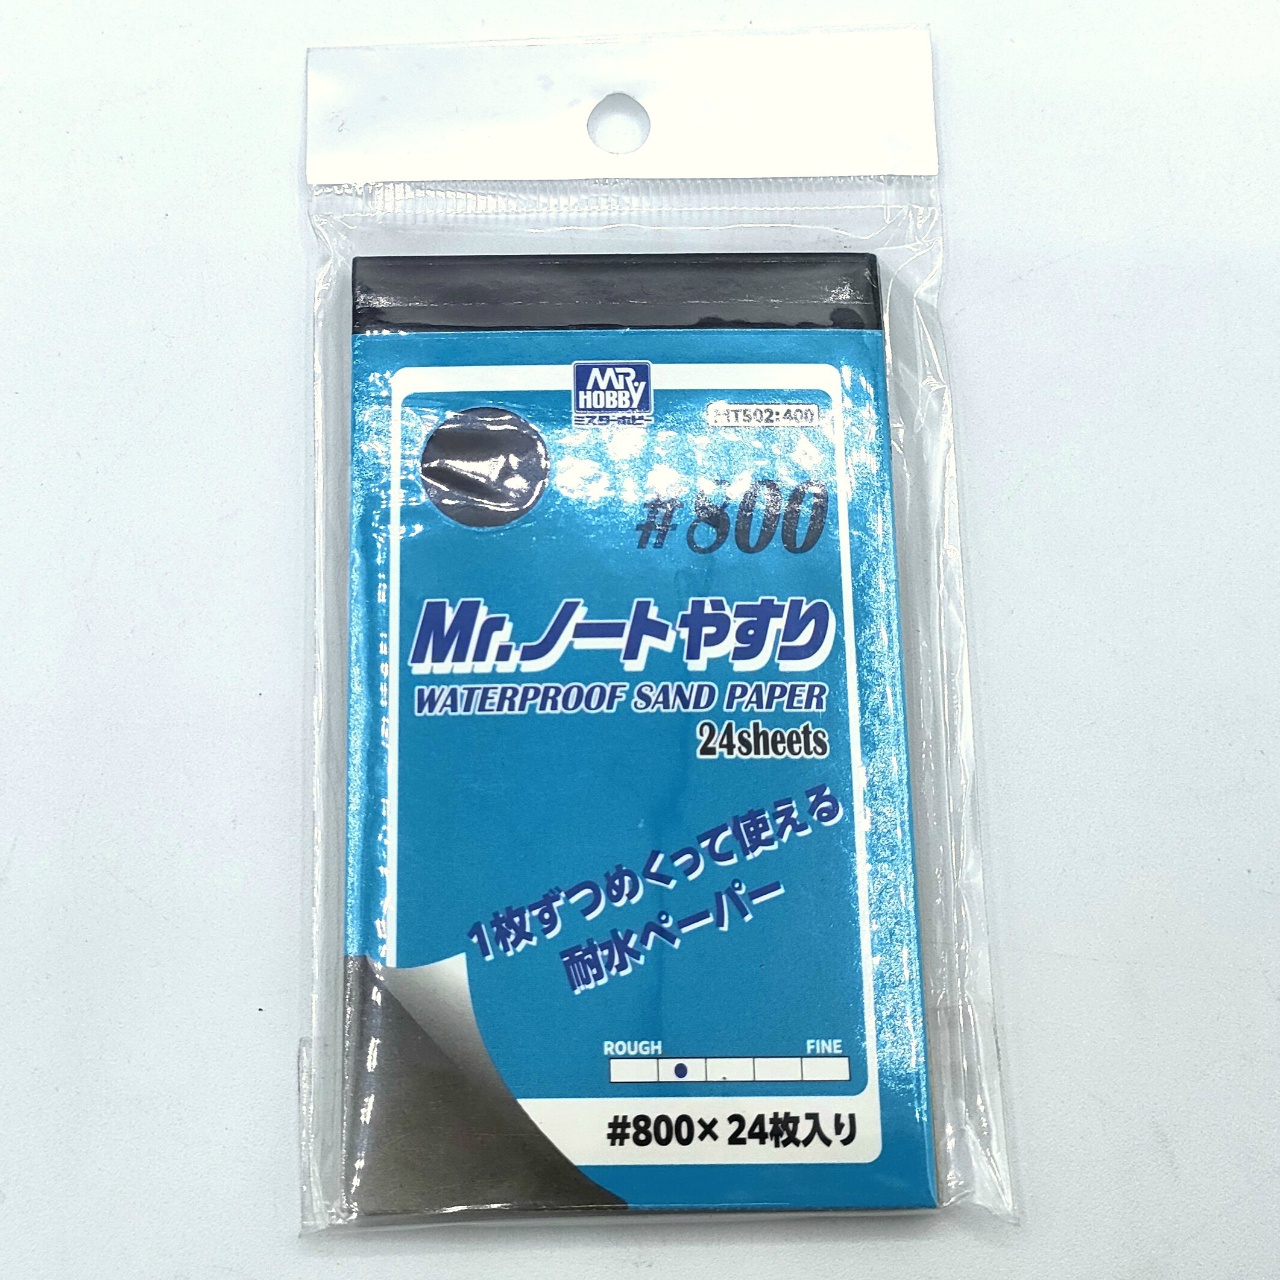 MR.
HOBBY
ミスターホビー
MT502:400
#800
Mr.ノートやすり
WATERPROOF SAND PAPER
24sheets
1枚ずつめくって使える
耐水ペーパー
ROUGH FINE
#800×24枚入り